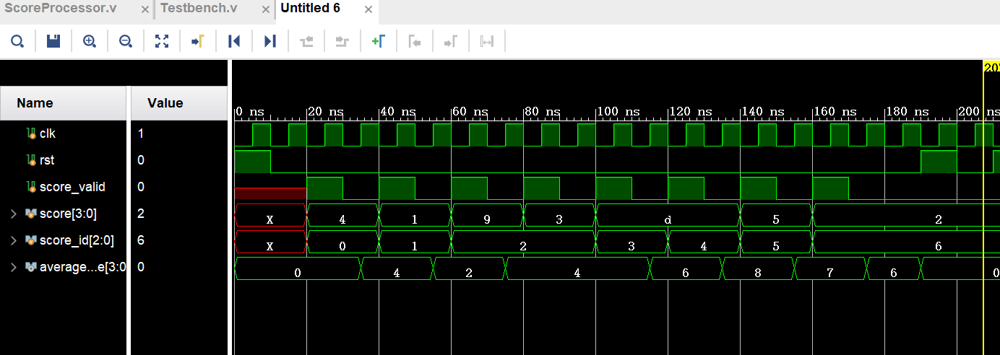 ScoreProcessor.v × Testbench.v × Untitled 6 ×
207
Name Value 0 ns 20 ns 40 ns 60 ns 80 ns 100 ns 120 ns 140 ns 160 ns 180 ns 200 ns
clk 1
rst 0
score_valid 0
score[3:0] 2 X 4 1 9 3 d 5 2
score_id[2:0] 6 X 0 1 2 3 4 5 6
average...e[3:0 0 0 4 2 4 6 8 7 6 0